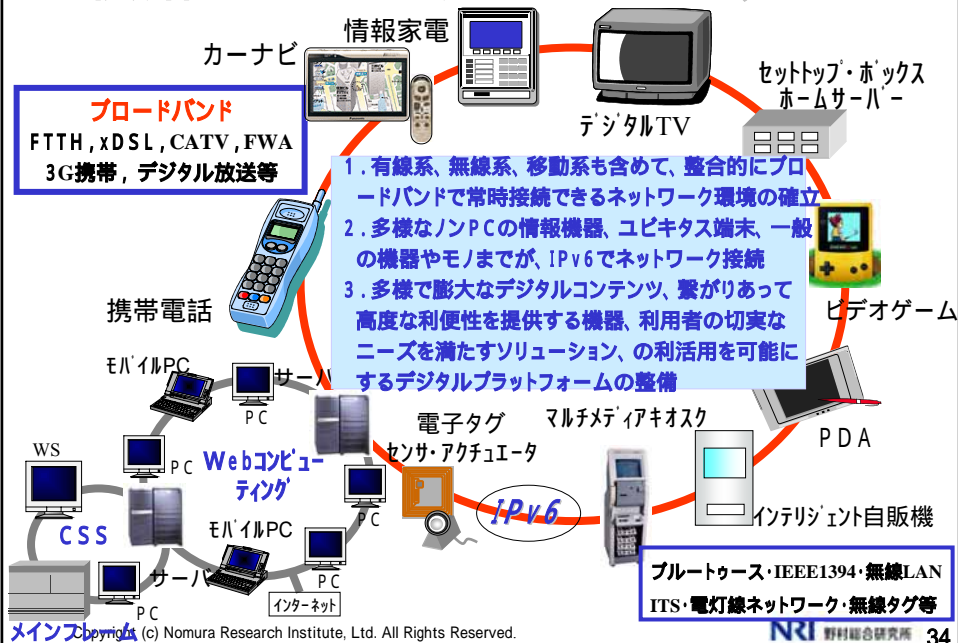 情報家電
カーナビ
デジタルTV
セットトップ・ボックス
ホームサーバー
ブロードバンド
FTTH,xDSL,CATV,FWA
3G携帯,デジタル放送等
1.有線系、無線系、移動系も含めて、整合的にブロ
ードバンドで常時接続できるネットワーク環境の確立
2.多様なノンPCの情報機器、ユビキタス端末、一般
の機器やモノまでが、IPv6でネットワーク接続
3.多様で膨大なデジタルコンテンツ、繋がりあって
高度な利便性を提供する機器、利用者の切実な
ニーズを満たすソリューション、の利活用を可能に
するデジタルプラットフォームの整備
携帯電話
ビデオゲーム
モバイルPC
サーバ
PC
電子タグ
センサ・アクチュエータ
マルチメディアキオスク
PDA
WS
PC
Webコンピュー
ティング
PC
IPv6
インテリジェント自販機
CSS
モバイルPC
サーバ
PC
PC
インターネット
メインフレーム
ブルートゥース・IEEE1394・無線LAN
ITS・電灯線ネットワーク・無線タグ等
Copyright (c) Nomura Research Institute, Ltd. All Rights Reserved.
NRI 野村総合研究所 34